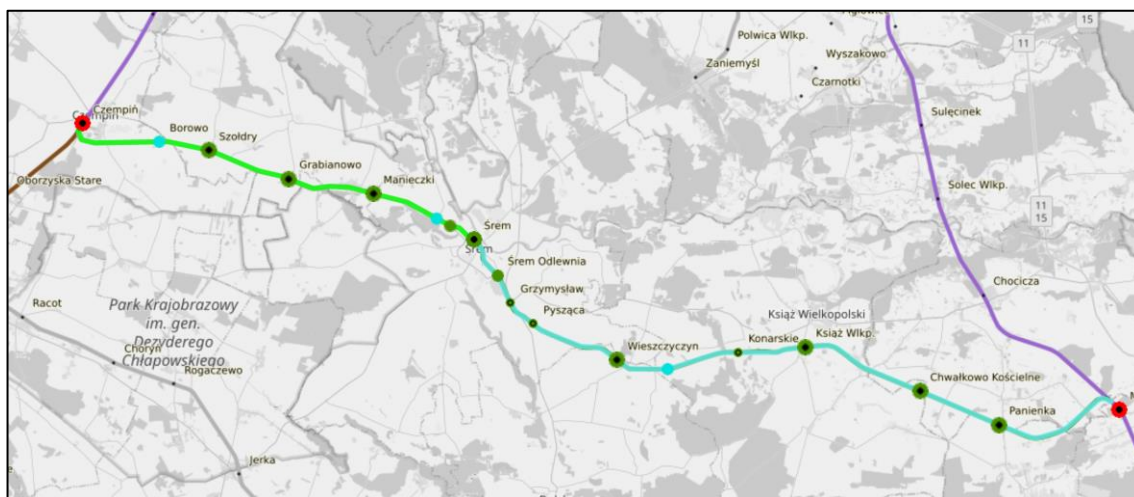 15
11
Polwica Wlkp.
Wyszakowo
Zaniemyśl
Czarnotki
Czempiń
Czempiń
Sulęcinek
Borowo
Szołdry
Grabianowo
Manieczki
Oborzyska Stare
Solec Wlkp.
11
15
Śrem
Śrem
Śrem Odlewnia
Grzymysław
Pysząca
Chocicza
Racot
Park Krajobrazowy
im. gen.
Dezyderego
Chłapowskiego
Choryń
Rogaczewo
Książ Wielkopolski
Wieszczyczyn
Konarskie
Książ Wlkp.
Chwałkowo Kościelne
Panienka
15
Jerka